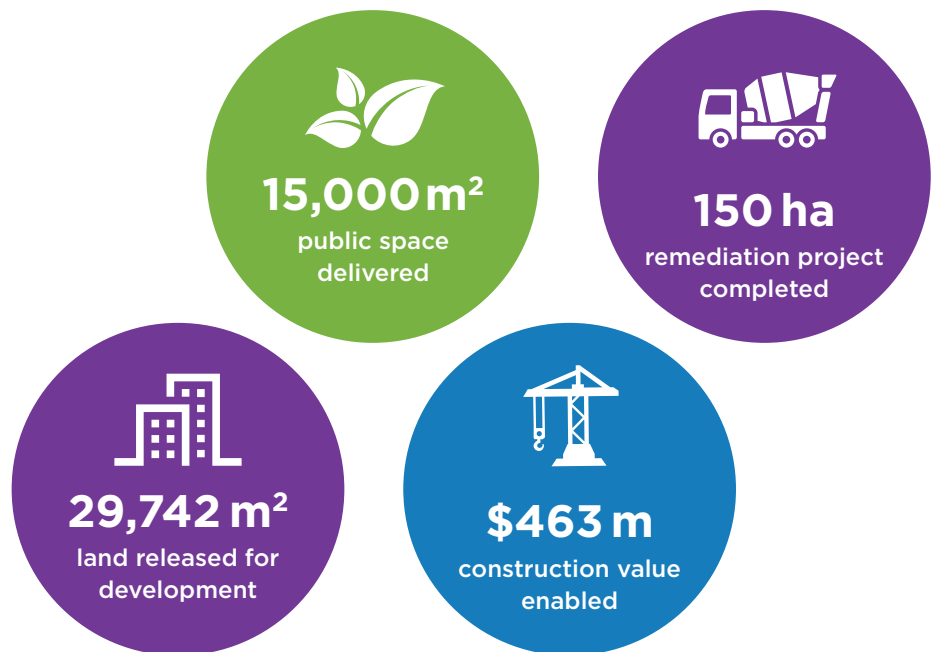 15,000 m²
public space
delivered
150 ha
remediation project
completed
29,742 m²
land released for
development
$463 m
construction value
enabled